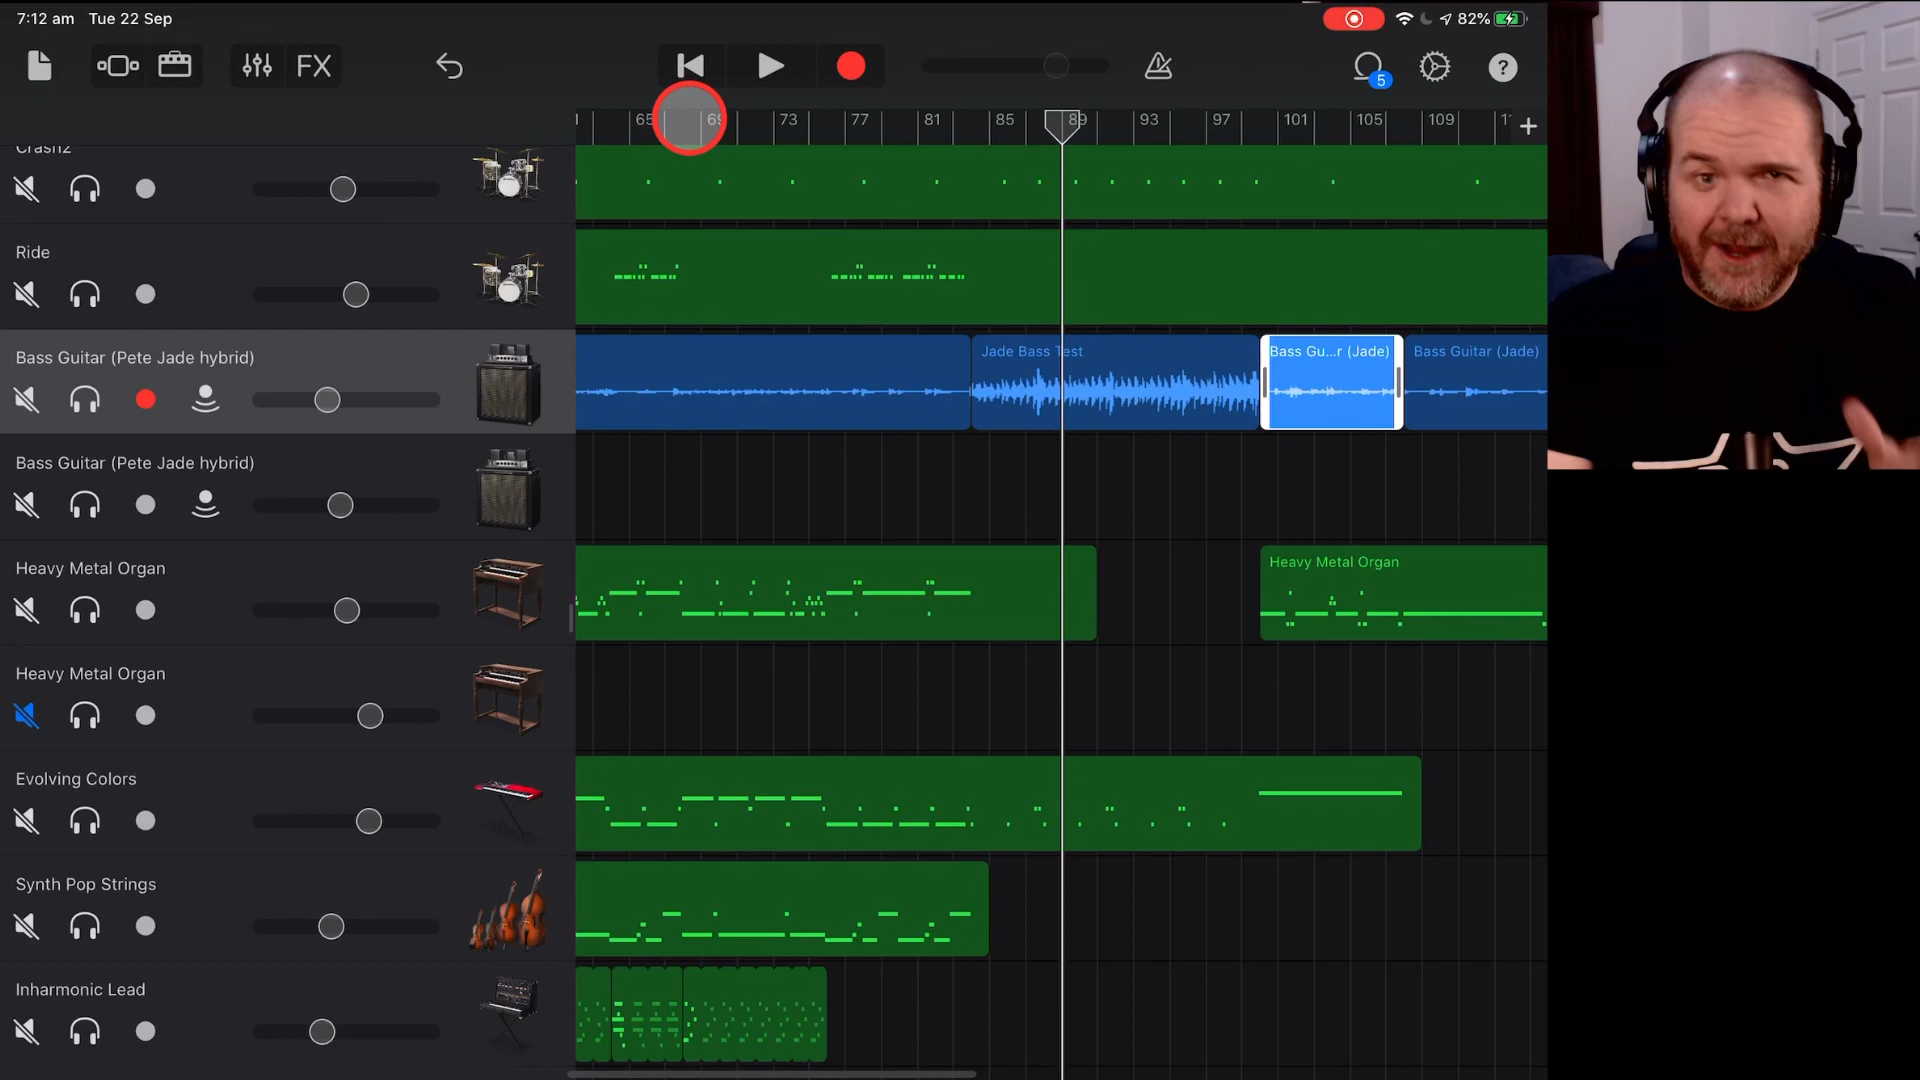 7:12 am Tue 22 Sep
82%
FX
5
?
65 69 73 77 81 85 89 93 97 101 105 109
Crash2
Ride
Bass Guitar (Pete Jade hybrid)
Jade Bass Test
Bass Gu...r (Jade)
Bass Guitar (Jade)
Bass Guitar (Pete Jade hybrid)
Heavy Metal Organ
Heavy Metal Organ
Heavy Metal Organ
Evolving Colors
Synth Pop Strings
Inharmonic Lead